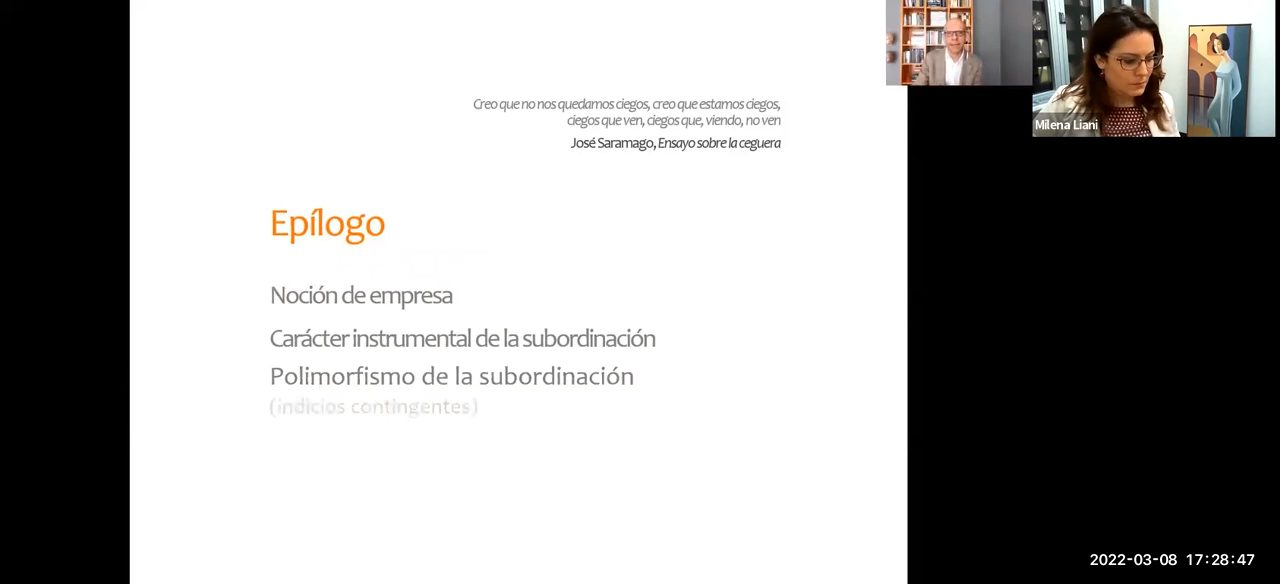 Creo que no nos quedamos ciegos, creo que estamos ciegos,
ciegos que ven, ciegos que, viendo, no ven
José Saramago, Ensayo sobre la ceguera
Epílogo
Noción de empresa
Carácter instrumental de la subordinación
Polimorfismo de la subordinación
(indicios contingentes)
Milena Liani
2022-03-08 17:28:47